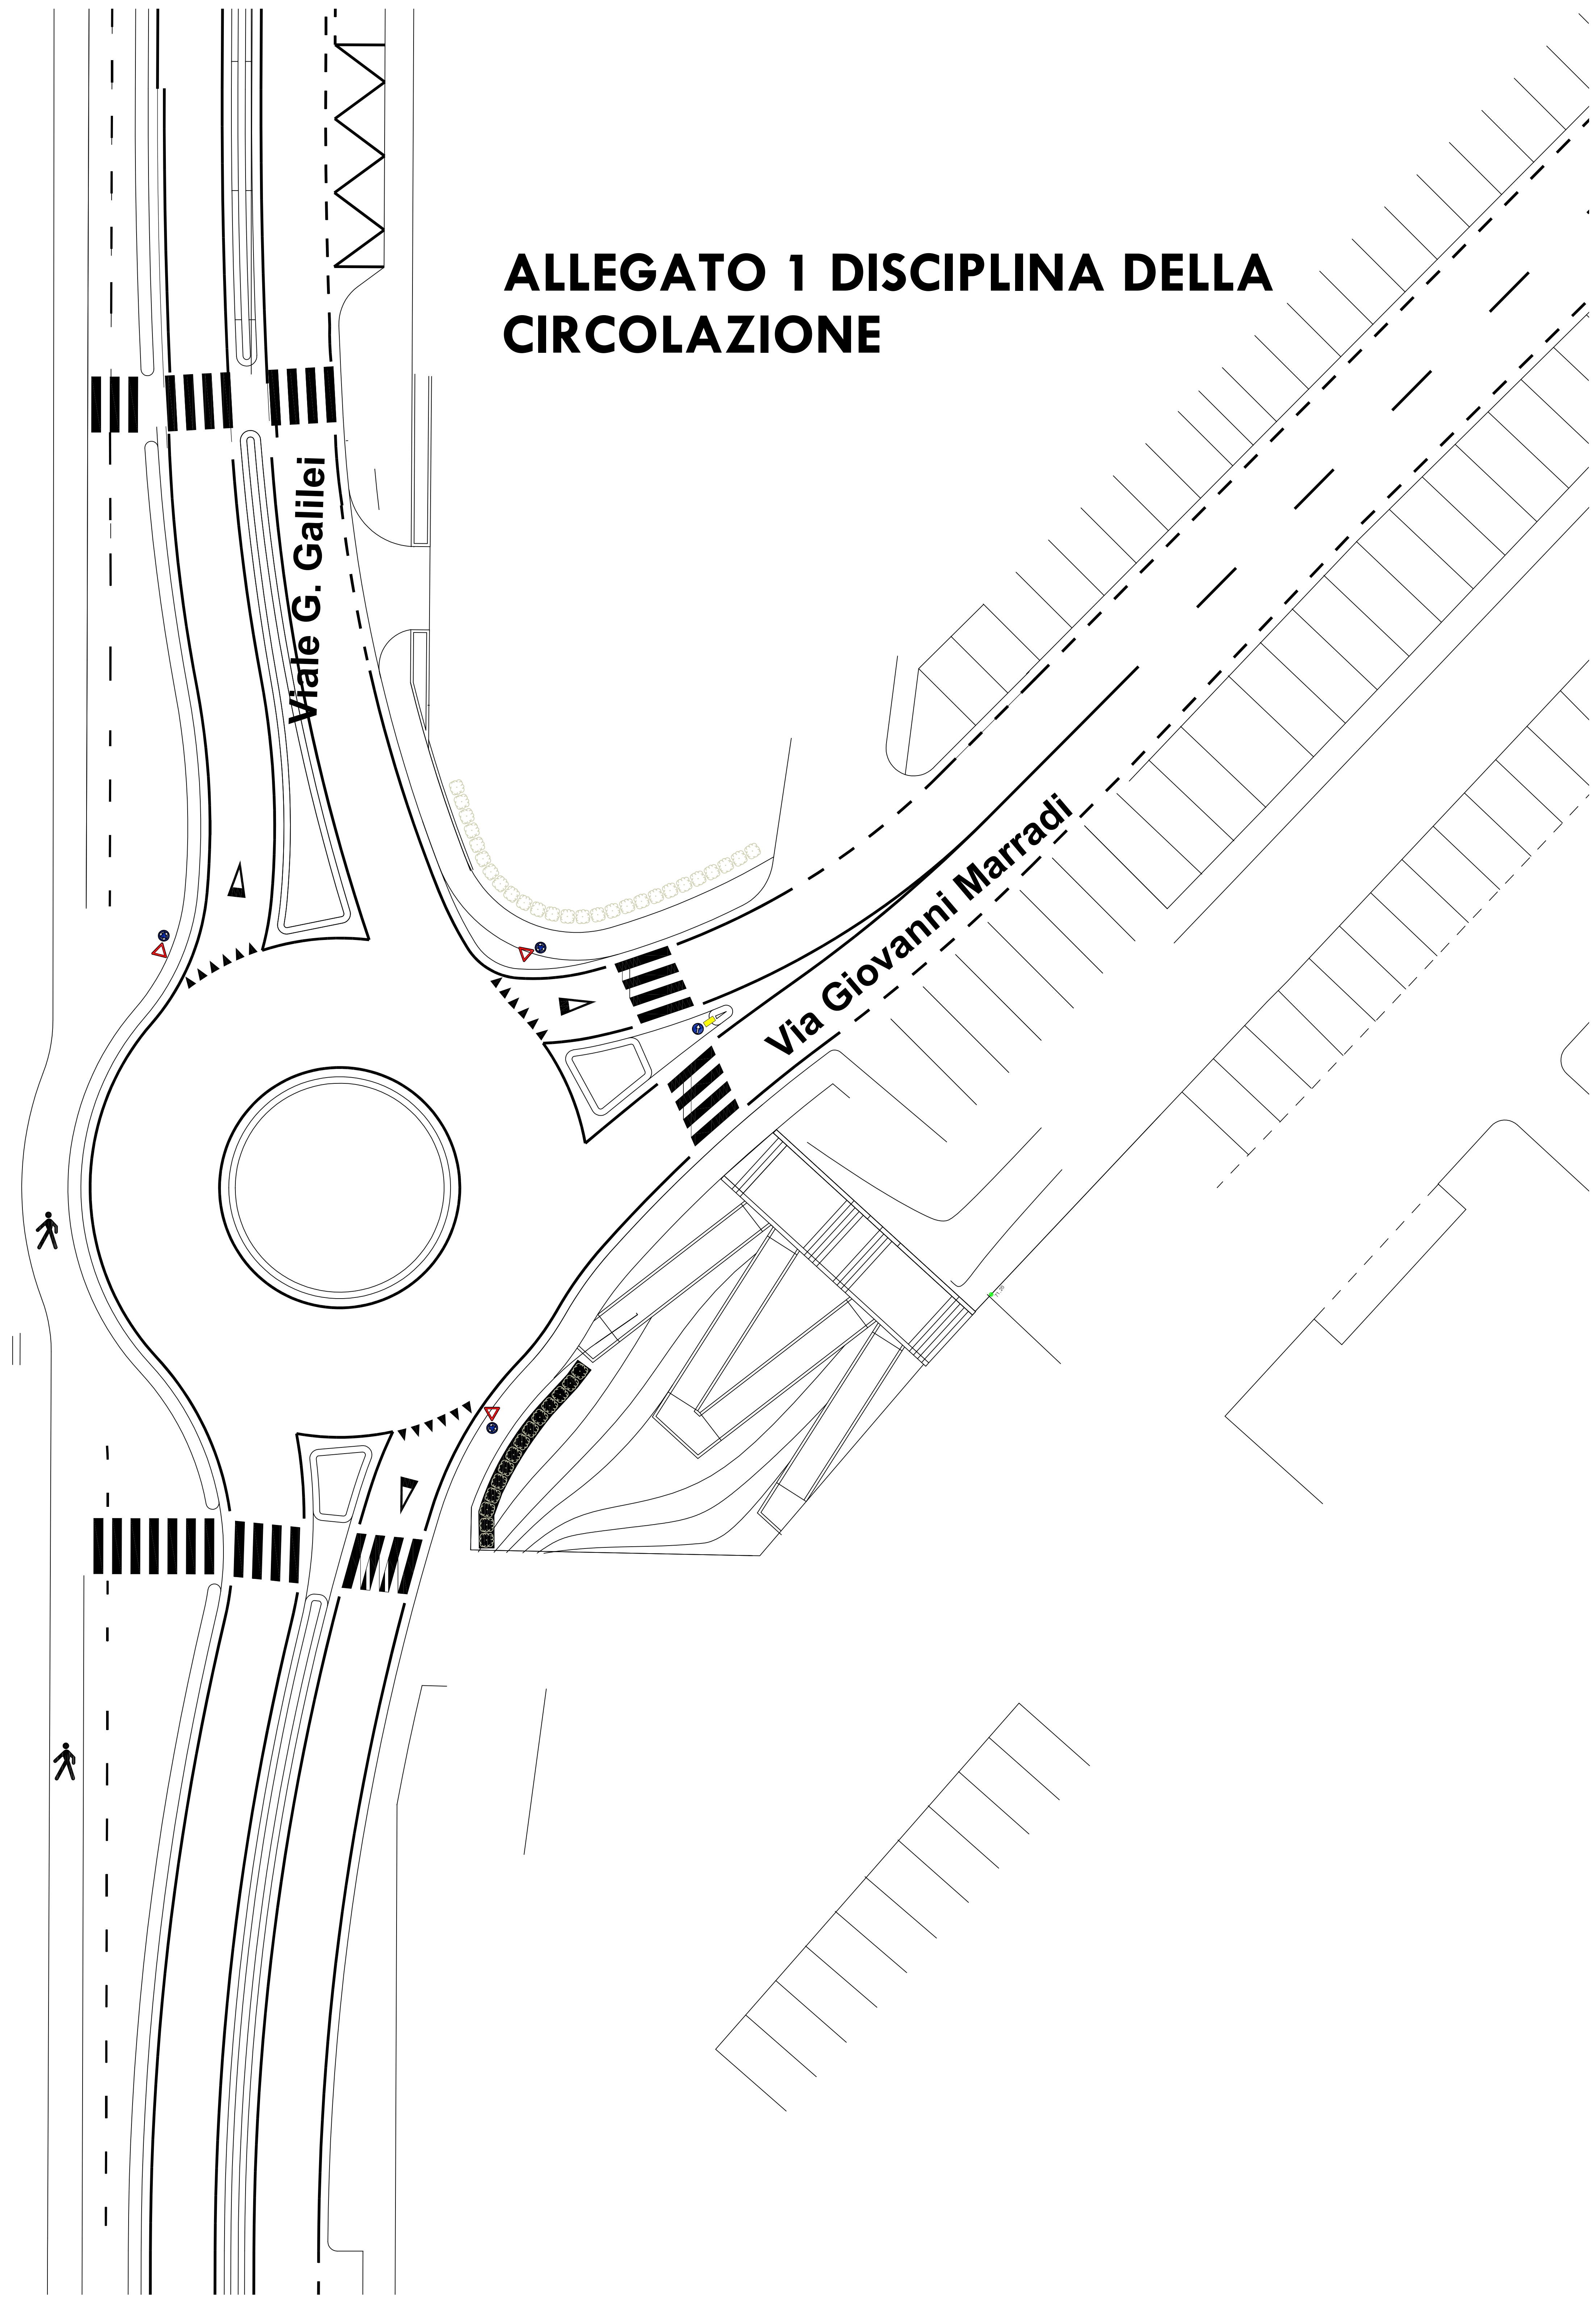 ALLEGATO 1 DISCIPLINA DELLA
CIRCOLAZIONE
Viale G. Galilei
Via Giovanni Marradi